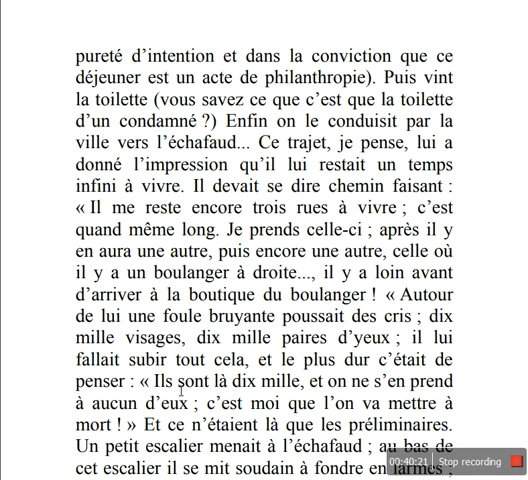 pureté d’intention et dans la conviction que ce
déjeuner est un acte de philanthropie). Puis vint
la toilette (vous savez ce que c’est que la toilette
d’un condamné ?) Enfin on le conduisit par la
ville vers l’échafaud... Ce trajet, je pense, lui a
donné l’impression qu’il lui restait un temps
infini à vivre. Il devait se dire chemin faisant :
« Il me reste encore trois rues à vivre ; c’est
quand même long. Je prends celle-ci ; après il y
en aura une autre, puis encore une autre, celle où
il y a un boulanger à droite..., il y a loin avant
d’arriver à la boutique du boulanger ! « Autour
de lui une foule bruyante poussait des cris ; dix
mille visages, dix mille paires d’yeux ; il lui
fallait subir tout cela, et le plus dur c’était de
penser : « Ils sont là dix mille, et on ne s’en prend
à aucun d’eux ; c’est moi que l’on va mettre à
mort ! » Et ce n’étaient là que les préliminaires.
Un petit escalier menait à l’échafaud ; au bas de
cet escalier il se mit soudain à fondre en larmes ;
00:40:21 Stop recording